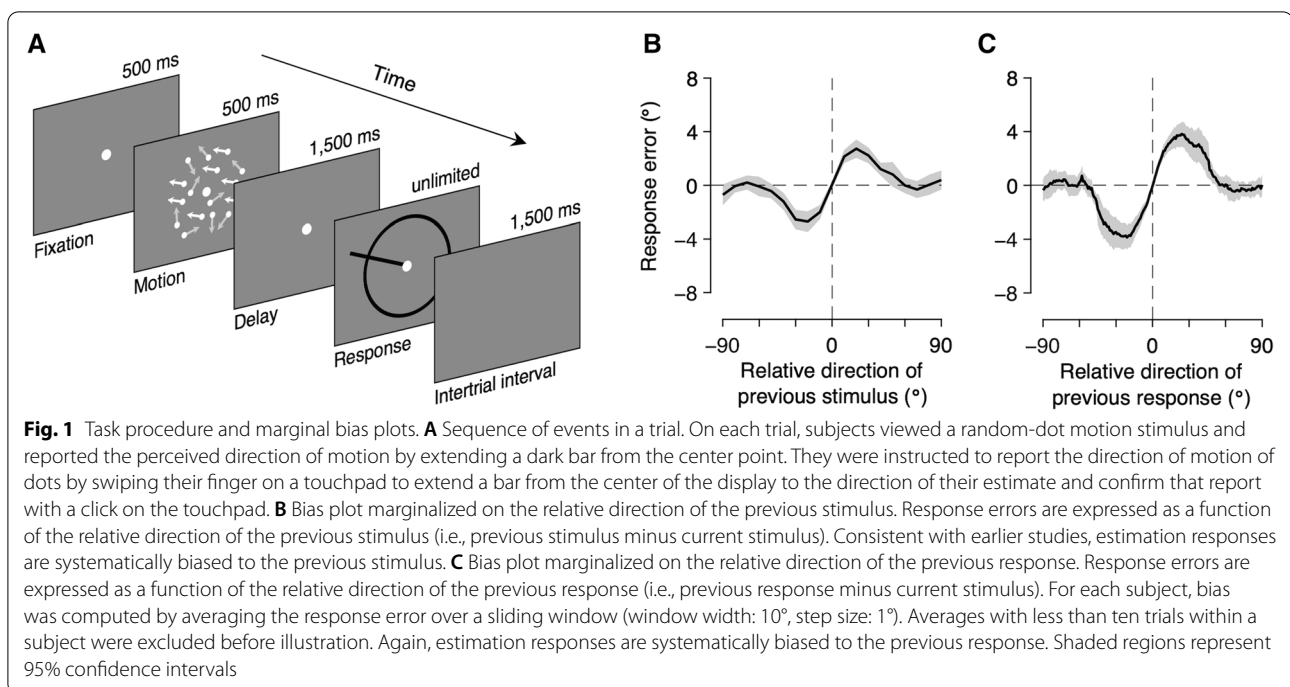 A
500 ms
500 ms
1,500 ms
unlimited
1,500 ms
Time
Fixation
Motion
Delay
Response
Intertrial interval
B
8
4
0
−4
−8
Response error (°)
−90
0
90
Relative direction of
previous stimulus (°)
C
8
4
0
−4
−8
−90
0
90
Relative direction of
previous response (°)
Fig. 1 Task procedure and marginal bias plots. A Sequence of events in a trial. On each trial, subjects viewed a random-dot motion stimulus and
reported the perceived direction of motion by extending a dark bar from the center point. They were instructed to report the direction of motion of
dots by swiping their finger on a touchpad to extend a bar from the center of the display to the direction of their estimate and confirm that report
with a click on the touchpad. B Bias plot marginalized on the relative direction of the previous stimulus. Response errors are expressed as a function
of the relative direction of the previous stimulus (i.e., previous stimulus minus current stimulus). Consistent with earlier studies, estimation responses
are systematically biased to the previous stimulus. C Bias plot marginalized on the relative direction of the previous response. Response errors are
expressed as a function of the relative direction of the previous response (i.e., previous response minus current stimulus). For each subject, bias
was computed by averaging the response error over a sliding window (window width: 10°, step size: 1°). Averages with less than ten trials within a
subject were excluded before illustration. Again, estimation responses are systematically biased to the previous response. Shaded regions represent
95% confidence intervals